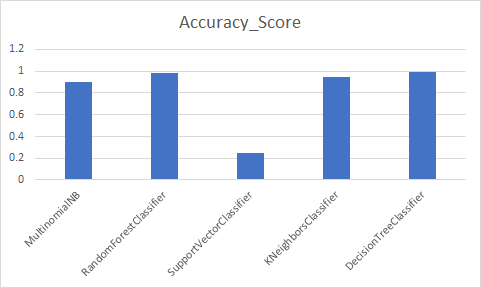 Accuracy_Score
1.2
1
0.8
0.6
0.4
0.2
0
MultinomialNB
RandomForestClassifier
SupportVectorClassifier
KNeighborsClassifier
DecisionTreeClassifier